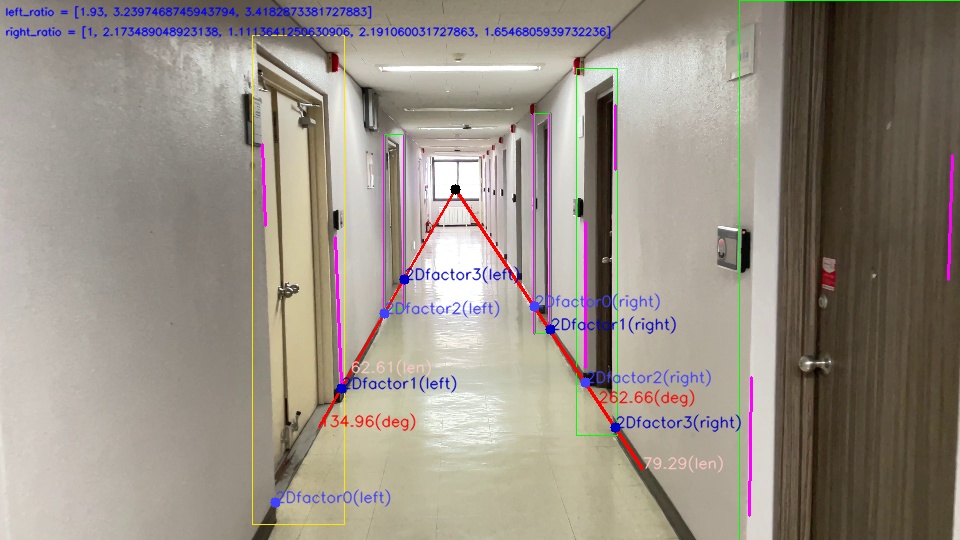 left_ratio = [1.93, 3.2397468745943794, 3.4182873381727883]
right_ratio = [1, 2.173489048923138, 1.1113641250630906, 2.191060031727863, 1.6546805939732236]
2Dfactor3(left)
2Dfactor0(right)
2Dfactor2(left)
2Dfactor1(right)
62.61(len)
2Dfactor1(left)
2Dfactor2(right)
262.66(deg)
134.96(deg)
2Dfactor3(right)
79.29(len)
2Dfactor0(left)